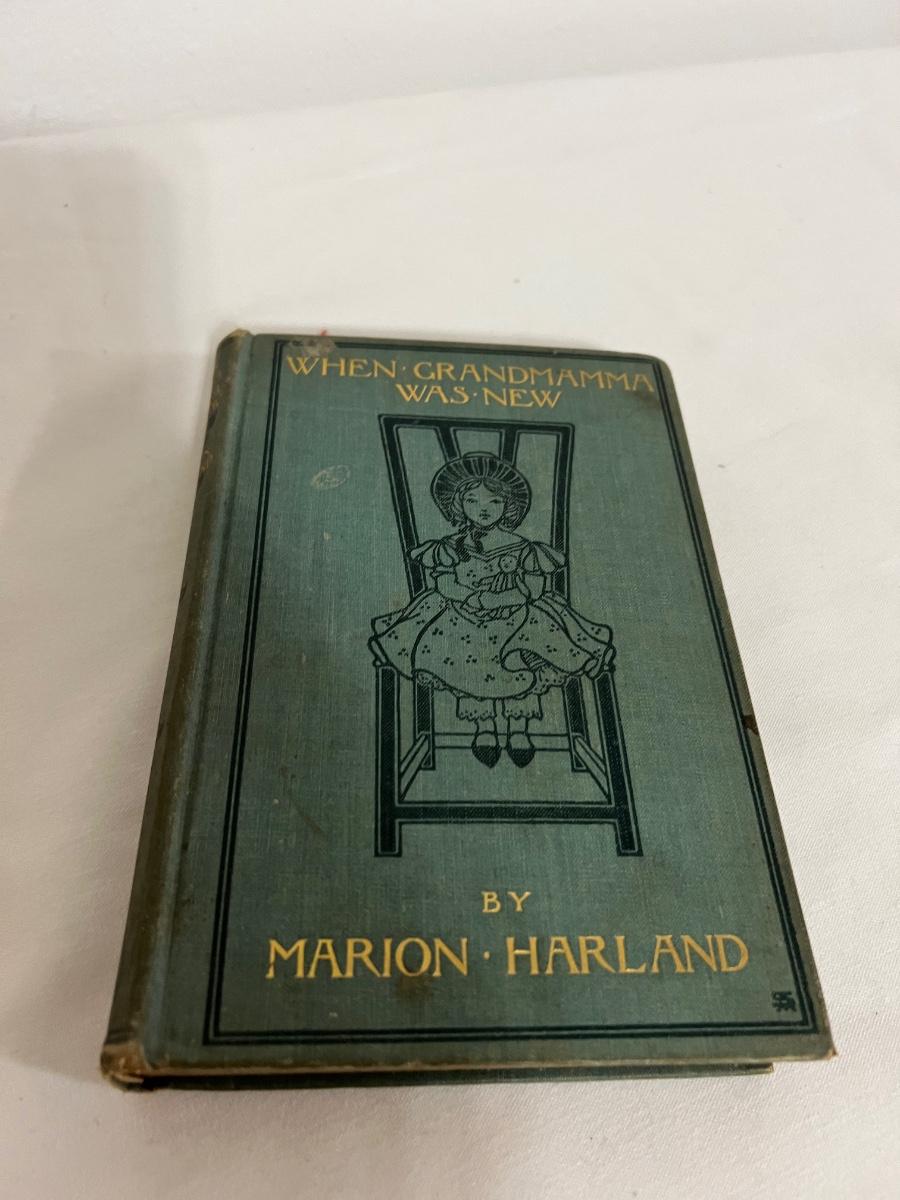 WHEN · GRANDMAMMA
WAS · NEW
BY
MARION · HARLAND